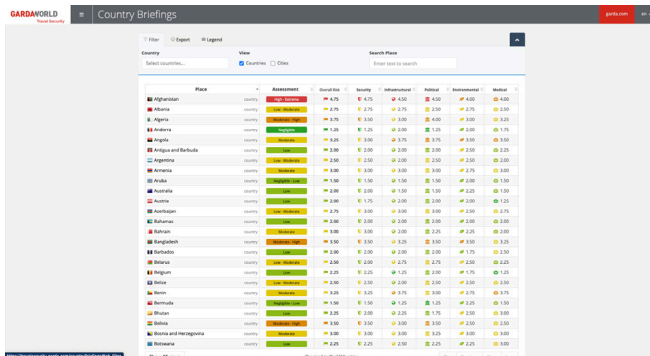 GARDAWORLD
Travel Security
≡
Country Briefings
garda.com
en
Filter Export Legend
Country View Search Place
Select countries... Countries Cities Enter text to search
Place Assessment Overall Risk Security Infrastructural Political Environmental Medical
Afghanistan country High - Extreme 4.75 4.75 4.50 4.50 4.00 4.00
Albania country Low - Moderate 2.75 2.75 2.75 2.50 2.75 2.50
Algeria country Moderate - High 3.75 3.50 3.00 4.00 3.00 3.25
Andorra country Negligible 1.25 1.25 2.00 1.25 2.00 1.75
Angola country Moderate 3.25 3.00 3.75 3.75 3.50 3.50
Antigua and Barbuda country Low 2.00 2.00 2.00 2.00 2.50 2.25
Argentina country Low - Moderate 2.50 2.50 2.00 2.50 2.50 2.00
Armenia country Moderate 3.00 3.00 3.00 3.00 2.75 3.00
Aruba country Negligible - Low 1.50 1.50 1.50 1.50 2.00 1.50
Australia country Low 2.00 2.00 1.50 1.50 2.25 1.50
Austria country Low 2.00 1.75 2.00 2.00 2.00 1.25
Azerbaijan country Low - Moderate 2.75 3.00 3.00 3.00 2.50 2.75
Bahamas country Low 2.00 2.00 2.00 2.00 2.50 2.00
Bahrain country Moderate 3.00 3.00 2.00 2.25 2.25 2.00
Bangladesh country Moderate - High 3.50 3.50 3.25 3.50 3.50 3.25
Barbados country Low 2.00 2.00 2.00 2.00 1.75 2.50
Belarus country Low - Moderate 2.50 2.00 2.75 2.75 2.50 2.25
Belgium country Low 2.25 2.25 1.25 2.00 1.75 1.25
Belize country Low - Moderate 2.50 2.50 2.00 2.50 2.50 2.50
Benin country Moderate 3.25 3.25 3.75 3.00 2.75 3.75
Bermuda country Negligible - Low 1.50 1.50 1.25 1.25 2.25 1.50
Bhutan country Low 2.25 2.00 2.25 1.75 2.50 3.00
Bolivia country Moderate - High 3.50 3.50 3.00 3.50 2.50 3.00
Bosnia and Herzegovina country Moderate 3.00 3.00 3.00 3.25 3.00 3.00
Botswana country Low 2.25 2.25 2.50 2.25 2.25 3.00